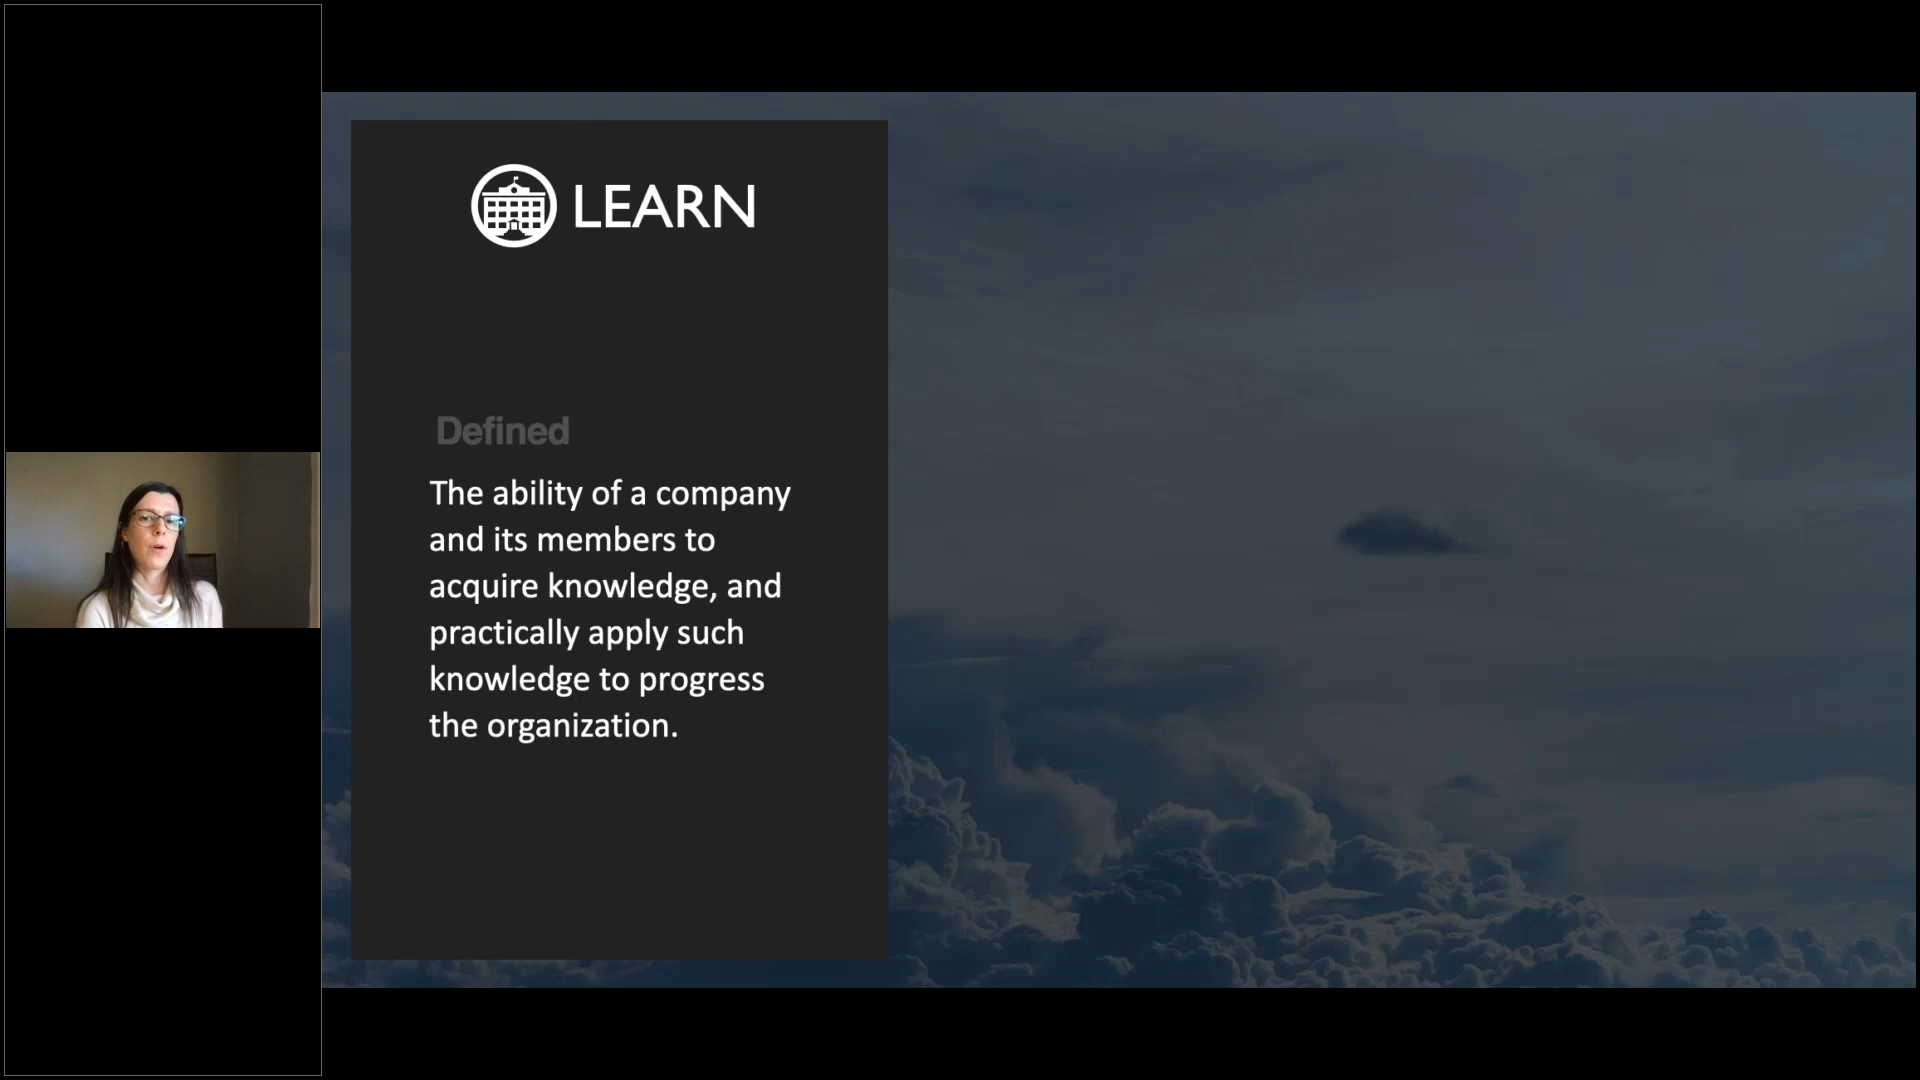 LEARN
Defined
The ability of a company
and its members to
acquire knowledge, and
practically apply such
knowledge to progress
the organization.